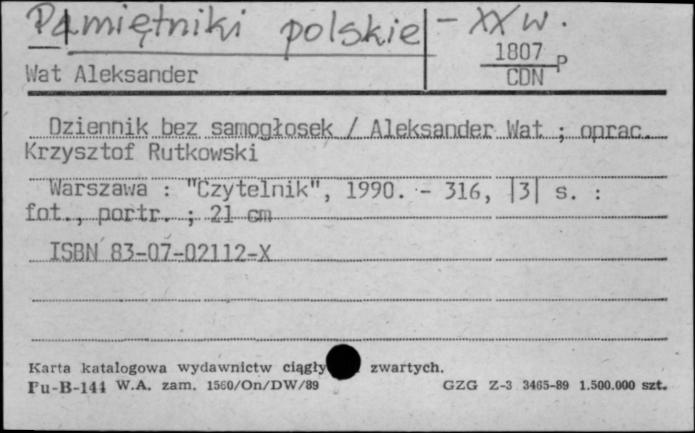 Pamiętniki polskie - XX w.
1807 P
Wat Aleksander
CDN
Dziennik bez samogłosek / Aleksander Wat ; oprac.
Krzysztof Rutkowski
Warszawa : "Czytelnik", 1990. - 316, |3| s. :
fot., portr. ; 21 cm
ISBN 83-07-02112-X
Karta katalogowa wydawnictw ciągły zwartych.
Pu-B-144 W.A. zam. 1560/On/DW/89 GZG Z-3 3465-89 1.500.000 szt.